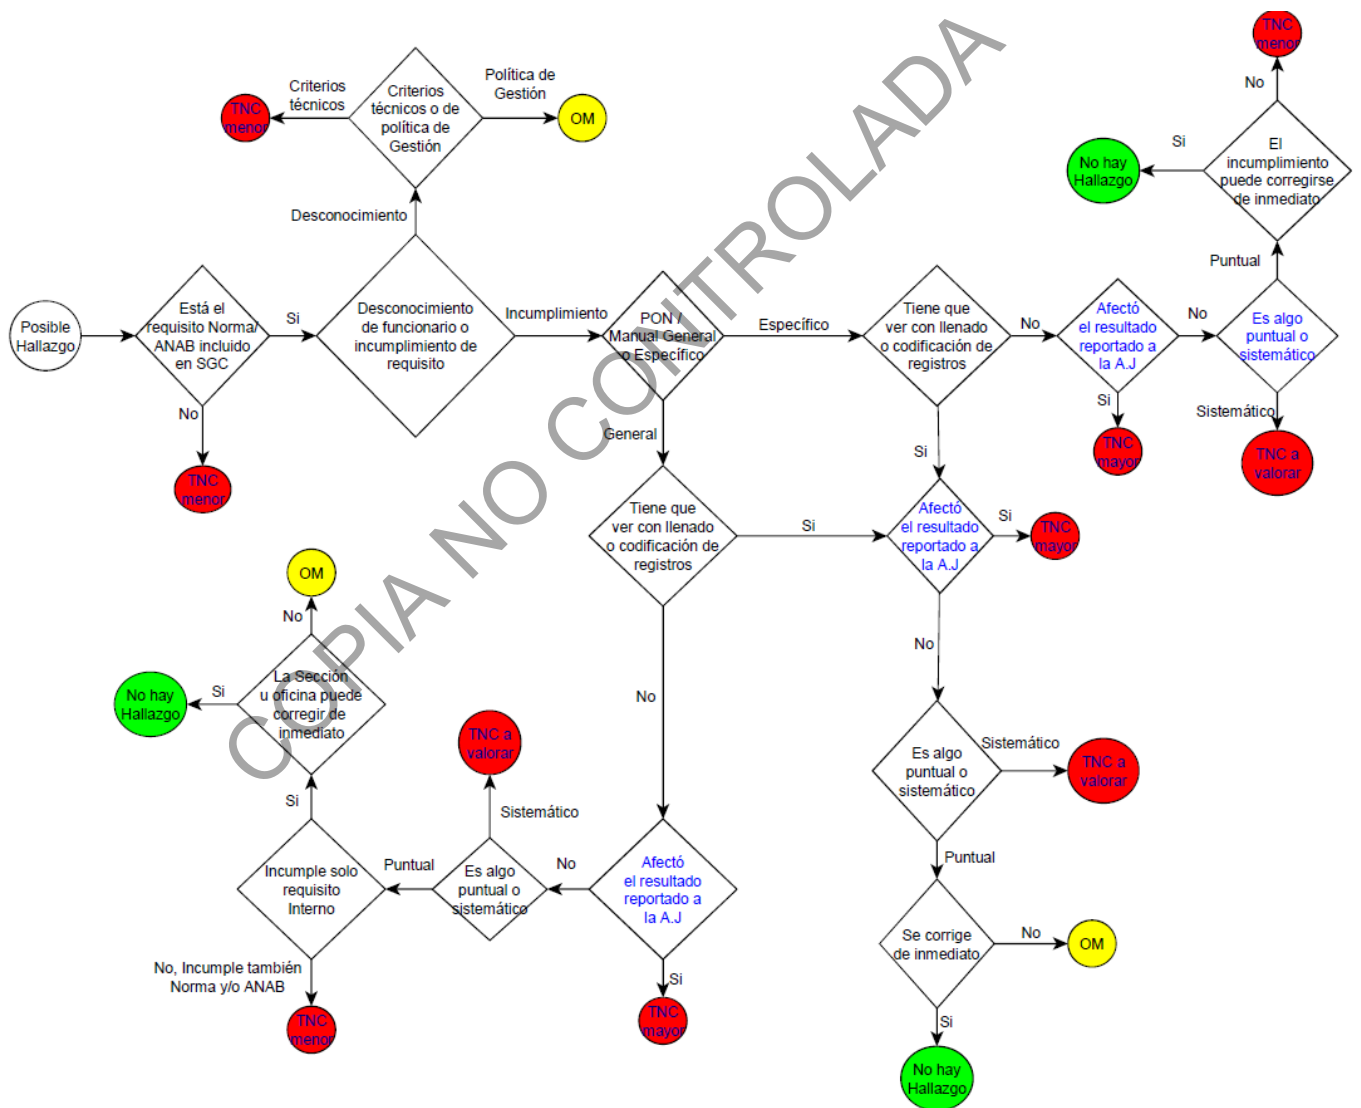 TNC
menor
Criterios
técnicos
Criterios
técnicos o de
política de
Gestión
Política de
Gestión
OM
No
No hay
Hallazgo
Si
El
incumplimiento
puede corregirse
de inmediato
TNC
menor
Desconocimiento
Puntual
Posible
Hallazgo
Está el
requisito Norma/
ANAB incluido
en SGC
Si
Desconocimiento
de funcionario o
incumplimiento de
requisito
Incumplimiento
PON /
Manual General
o Específico
Específico
Tiene que
ver con llenado
o codificación de
registros
No
Afectó
el resultado
reportado a
la A.J
No
Es algo
puntual o
sistemático
No
TNC
menor
General
Si
Si
TNC
mayor
Sistemático
TNC a
valorar
Tiene que
ver con llenado
o codificación de
registros
Si
Afectó
el resultado
reportado a
la A.J
Si
TNC
mayor
OM
No
La Sección
u oficina puede
corregir de
inmediato
Si
No hay
Hallazgo
No
No
TNC a
valorar
Es algo
puntual o
sistemático
Sistemático
TNC a
valorar
Si
Sistemático
Puntual
Incumple solo
requisito
Interno
Puntual
Es algo
puntual o
sistemático
No
Afectó
el resultado
reportado a
la A.J
Se corrige
de inmediato
No
OM
No, Incumple también
Norma y/o ANAB
Si
TNC
menor
TNC
mayor
Si
No hay
Hallazgo
COPIA NO CONTROLADA